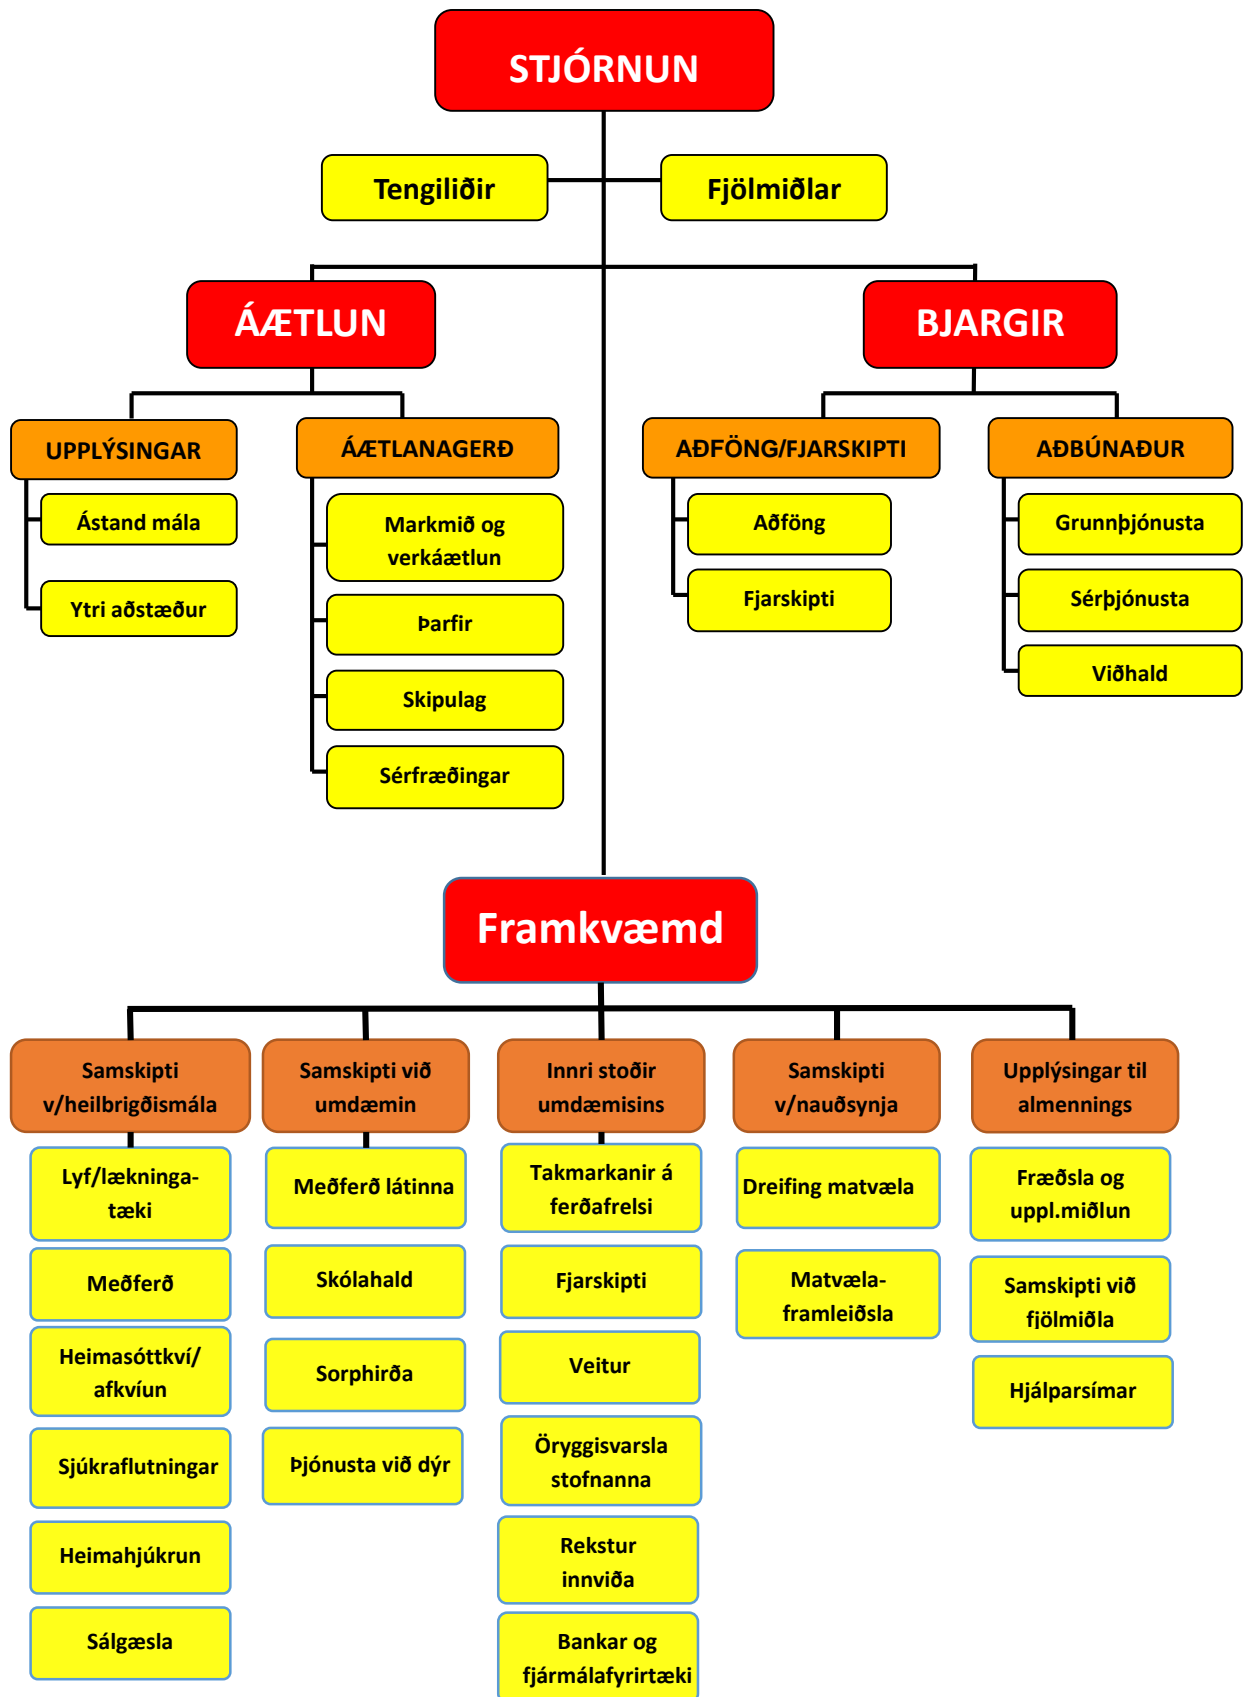 STJÓRNUN
Tengiliðir
Fjölmiðlar
ÁÆTLUN
BJARGIR
UPPLÝSINGAR
Ástand mála
Ytri aðstæður
ÁÆTLANAGERÐ
Markmið og
verkáætlun
Þarfir
Skipulag
Sérfræðingar
AÐFÖNG/FJARSKIPTI
Aðföng
Fjarskipti
AÐBÚNAÐUR
Grunnþjónusta
Sérþjónusta
Viðhald
Framkvæmd
Samskipti
v/heilbrigðismála
Lyf/lækninga-
tæki
Meðferð
Heimasóttkví/
afkvíun
Sjúkraflutningar
Heimahjúkrun
Sálgæsla
Samskipti við
umdæmin
Meðferð látinna
Skólahald
Sorphirða
Þjónusta við dýr
Innri stoðir
umdæmisins
Takmarkanir á
ferðafrelsi
Fjarskipti
Veitur
Öryggisvarsla
stofnanna
Rekstur
innviða
Bankar og
fjármálafyrirtæki
Samskipti
v/nauðsynja
Dreifing matvæla
Matvæla-
framleiðsla
Upplýsingar til
almennings
Fræðsla og
uppl.miðlun
Samskipti við
fjölmiðla
Hjálparsímar